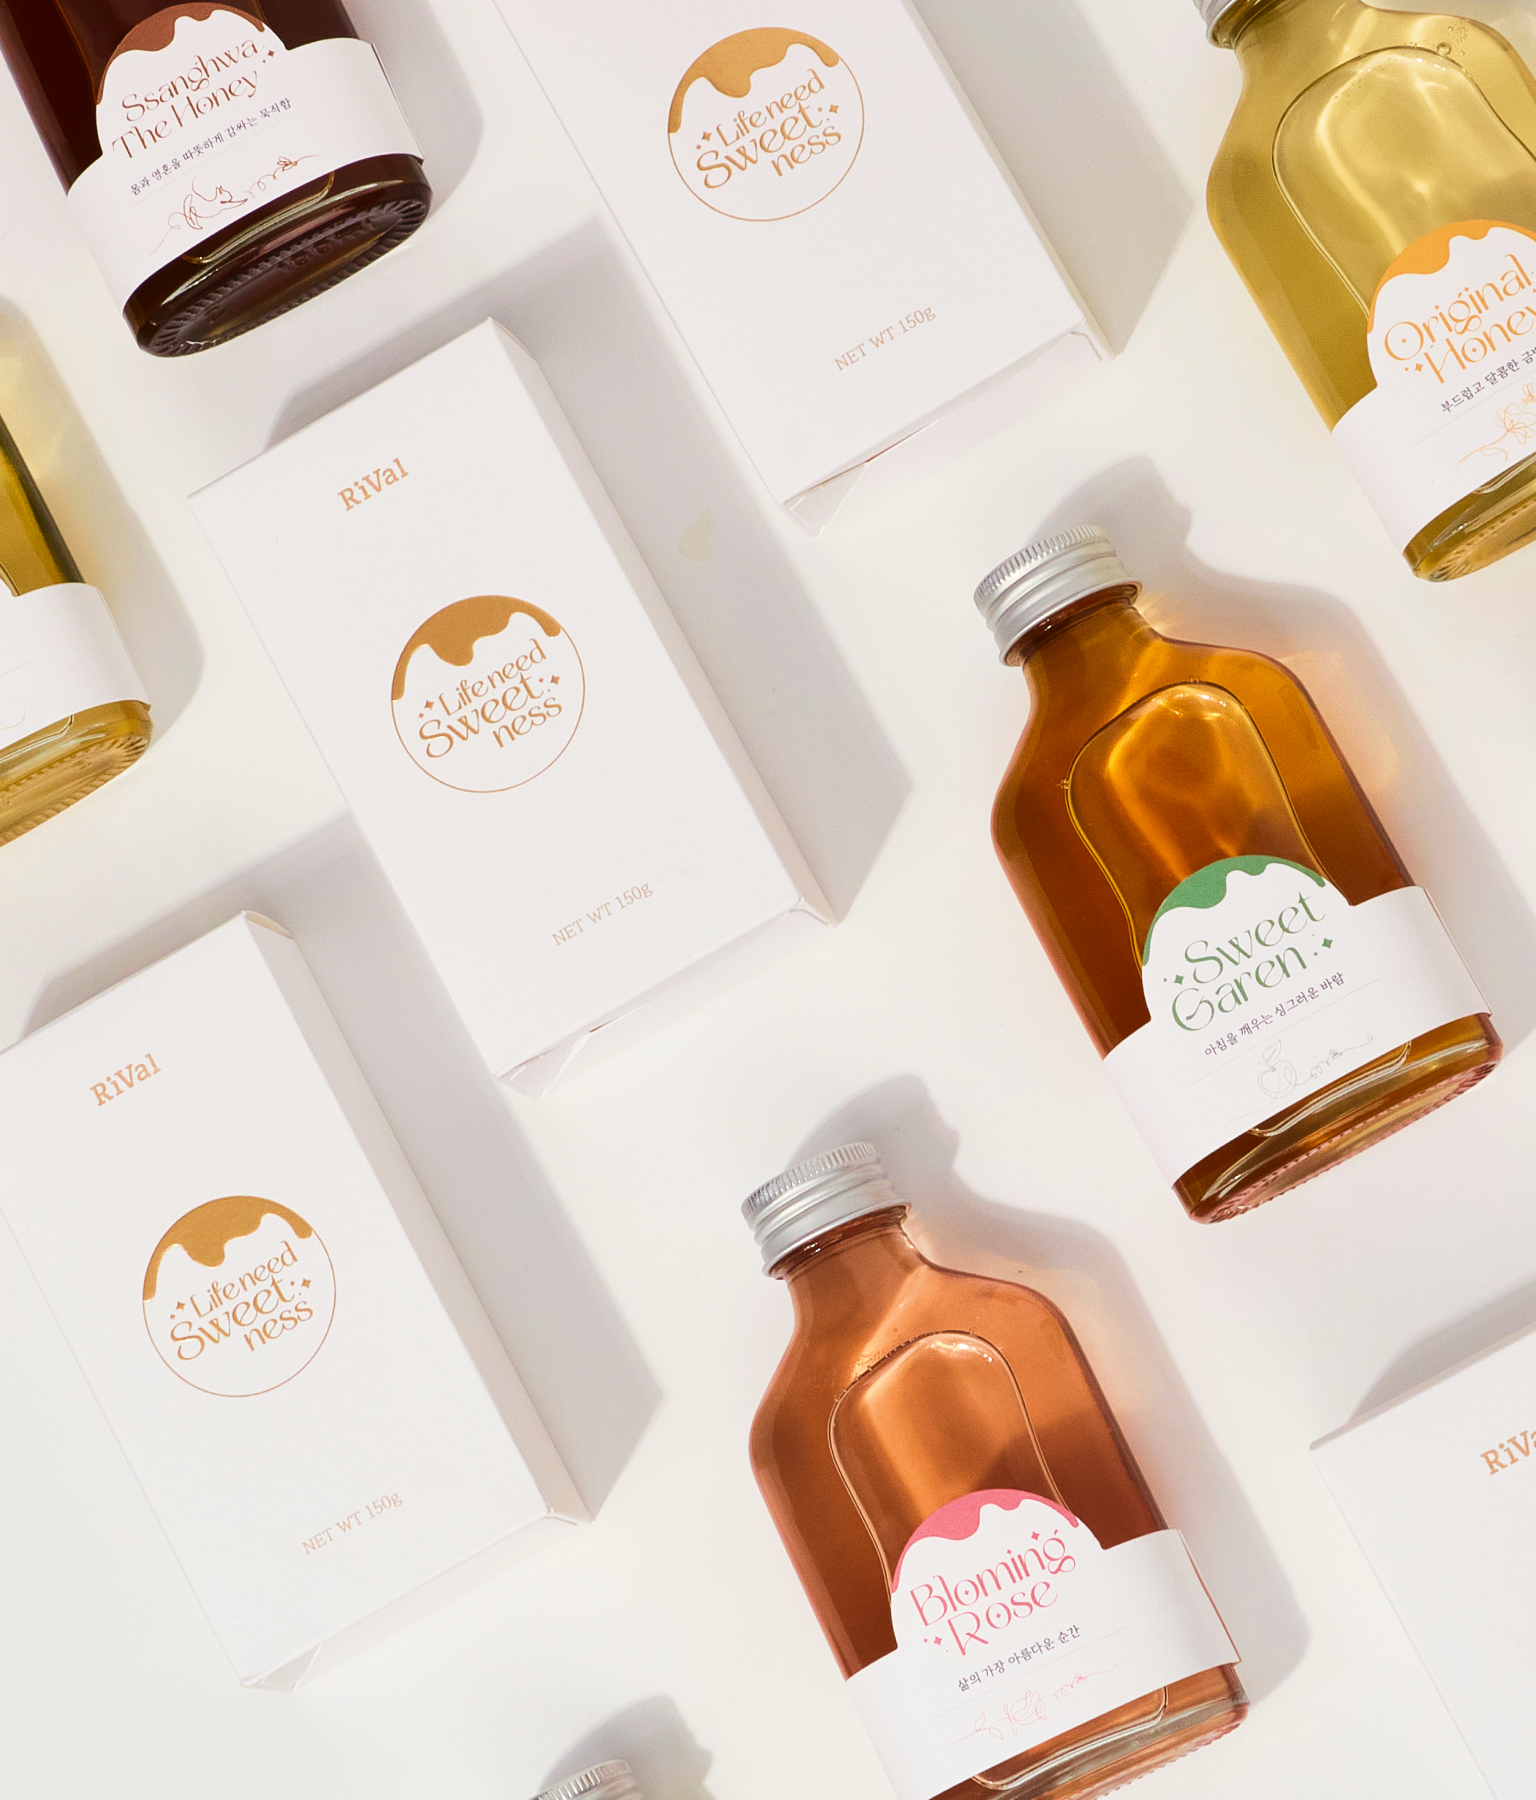 Ssanghwa
The Honey
몸과 영혼을 따뜻하게 감싸는 묵직함
Life need
Sweet
ness
NET WT 150g
Original
Honey
부드럽고 달콤한
RiVal
Life need
Sweet
ness
NET WT 150g
Sweet
Garen
아침을 깨우는 싱그러운 바람
RiVal
Life need
Sweet
ness
NET WT 150g
Bloming
Rose
삶의 가장 아름다운 순간